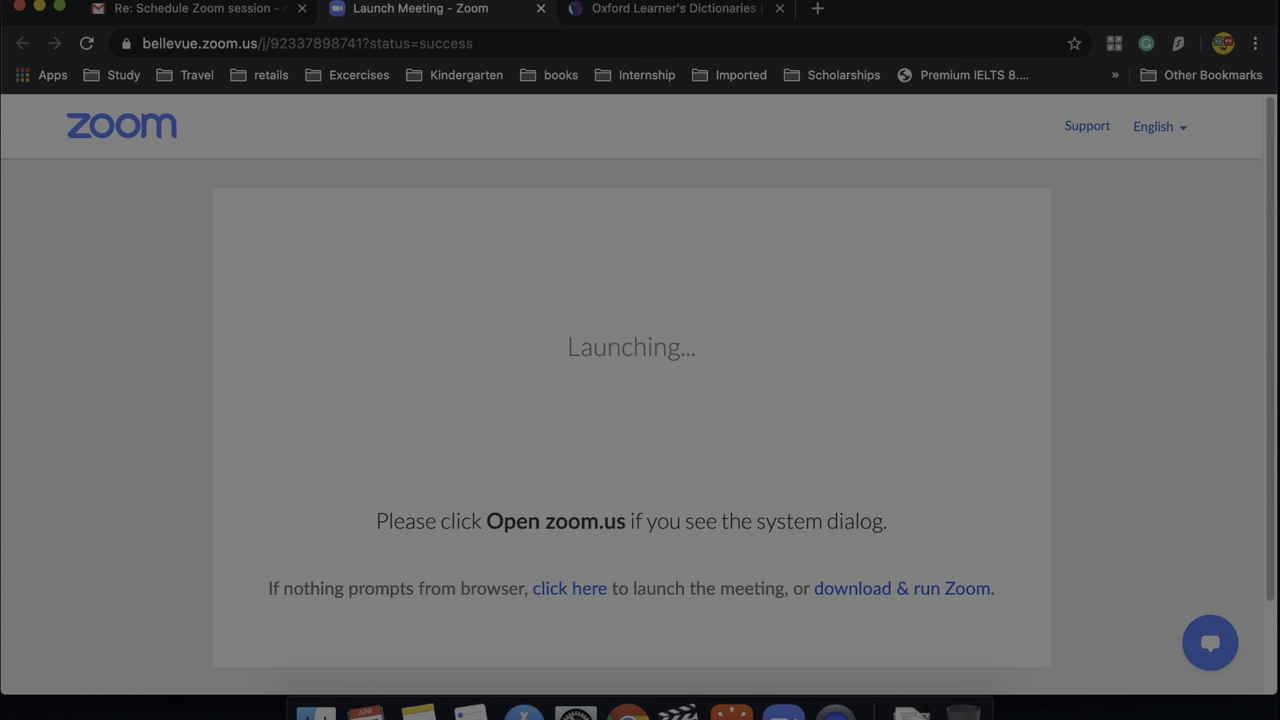 Re: Schedule Zoom session -
Launch Meeting - Zoom
Oxford Learner's Dictionaries
bellevue.zoom.us/j/92337898741?status=success
Apps
Study
Travel
retails
Excercises
Kindergarten
books
Internship
Imported
Scholarships
Premium IELTS 8....
»
Other Bookmarks
zoom
Support
English
Launching...
Please click Open zoom.us if you see the system dialog.
If nothing prompts from browser, click here to launch the meeting, or download & run Zoom.
APR